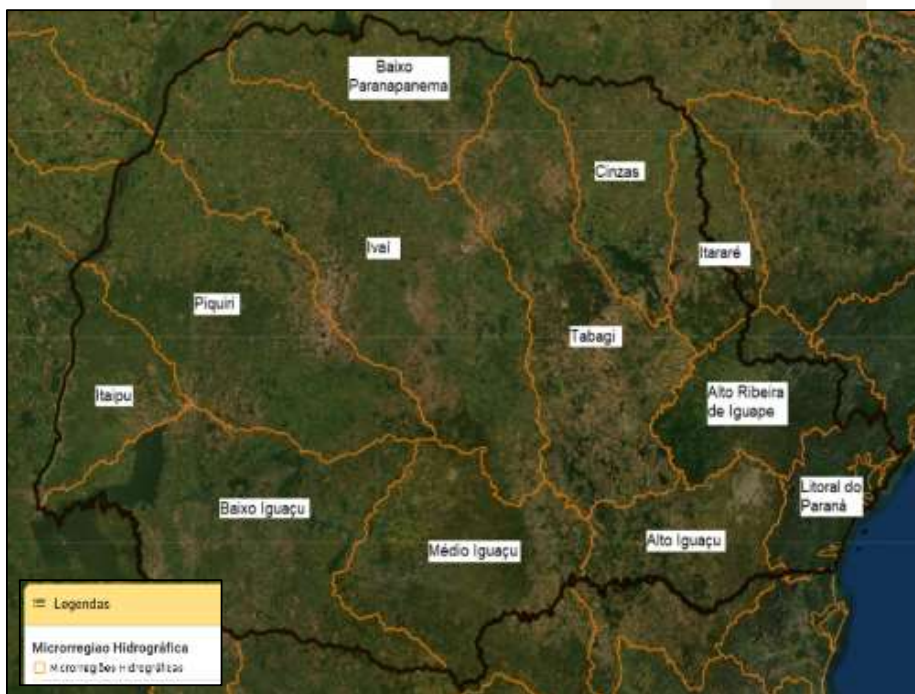 Baixo
Paranapanema
Cinzas
Ivaí
Itararé
Piquiri
Tabagi
Itaipu
Alto Ribeira
de Iguape
Litoral do
Paraná
Baixo Iguaçu
Médio Iguaçu
Alto Iguaçu
Legendas
Microrregiao Hidrográfica
Microrregiões Hidrográficas